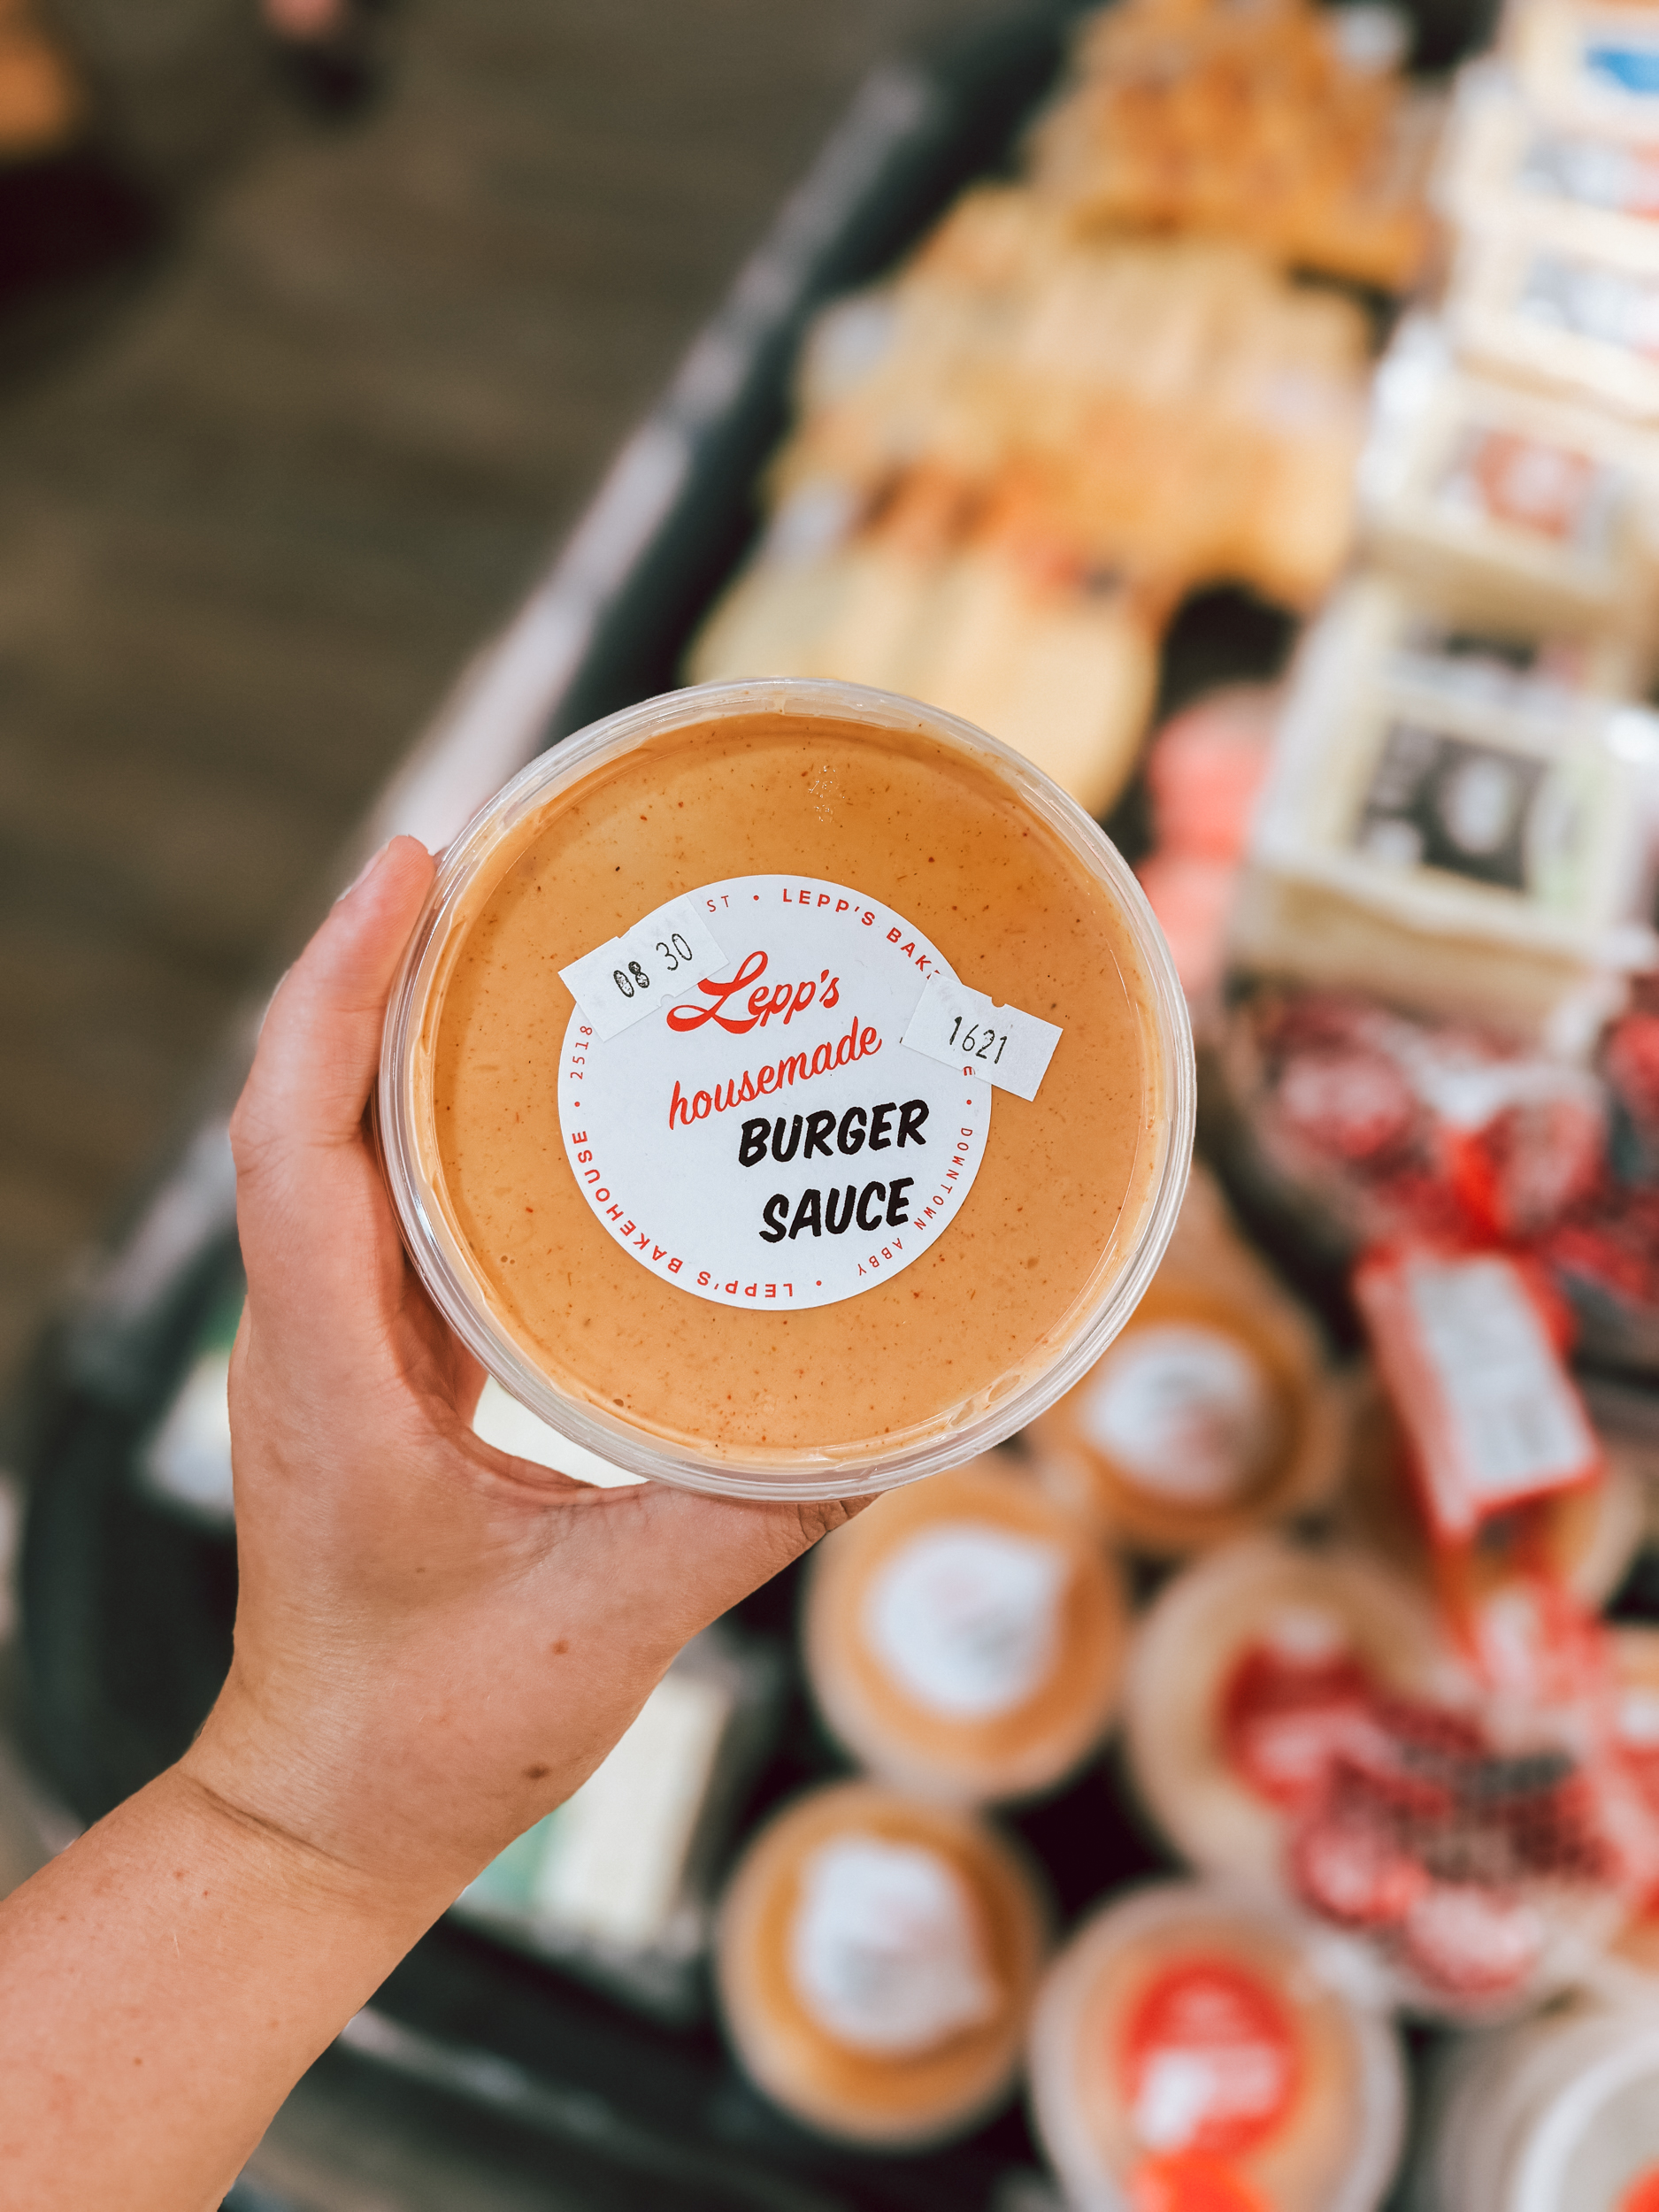 Lepp's
housemade
BURGER
SAUCE
08 30
1621
ST • LEPP'S BAK
• DOWNTOWN ABBY • LEPP'S BAKEHOUSE • 2518